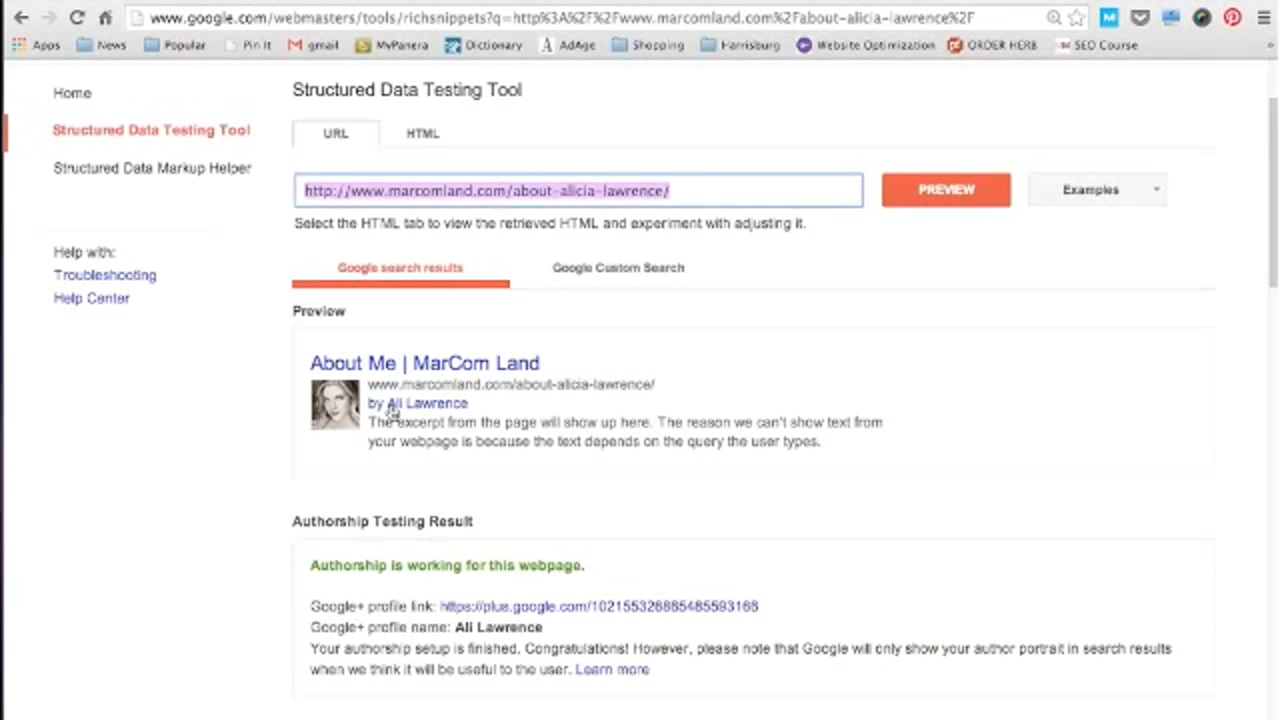 www.google.com/webmasters/tools/richsnippets?q=http%3A%2F%2Fwww.marcomland.com%2Fabout-alicia-lawrence%2F
Apps News Popular Pin It gmail MyPanera Dictionary AdAge Shopping Harrisburg Website Optimization ORDER HERB SEO Course
Home
Structured Data Testing Tool
Structured Data Markup Helper
Help with:
Troubleshooting
Help Center
Structured Data Testing Tool
URL HTML
http://www.marcomland.com/about-alicia-lawrence/ PREVIEW Examples
Select the HTML tab to view the retrieved HTML and experiment with adjusting it.
Google search results Google Custom Search
Preview
About Me | MarCom Land
www.marcomland.com/about-alicia-lawrence/
by Ali Lawrence
The excerpt from the page will show up here. The reason we can't show text from
your webpage is because the text depends on the query the user types.
Authorship Testing Result
Authorship is working for this webpage.
Google+ profile link: https://plus.google.com/102155326885485593166
Google+ profile name: Ali Lawrence
Your authorship setup is finished. Congratulations! However, please note that Google will only show your author portrait in search results
when we think it will be useful to the user. Learn more